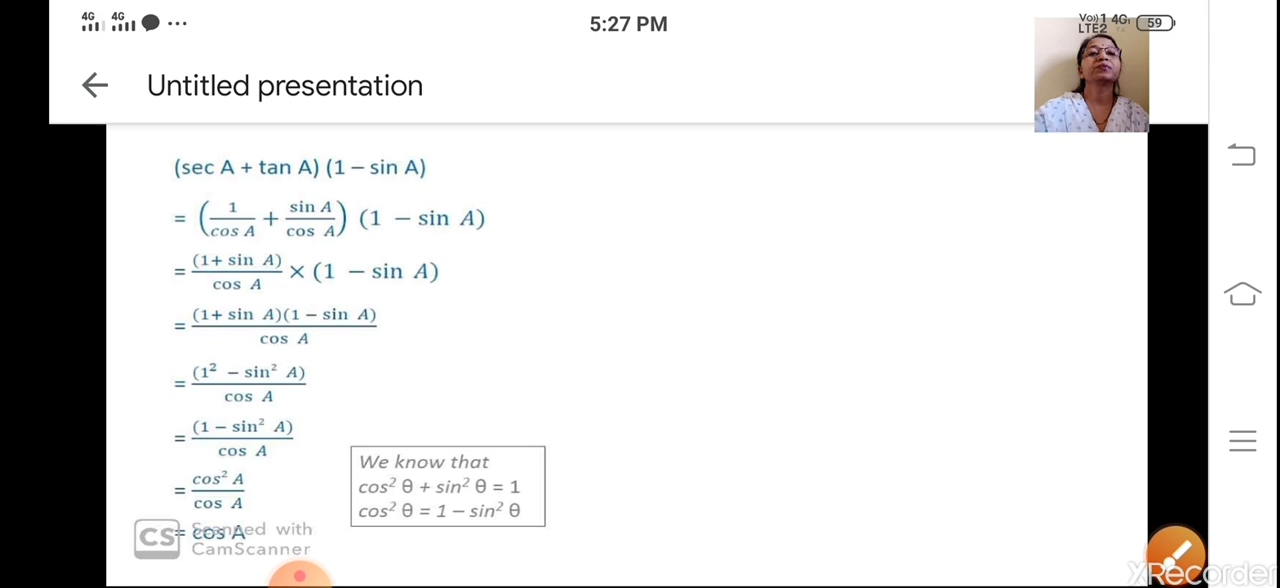 4G 4G ... 5:27 PM Vo)) 1 4G 59
LTE2
Untitled presentation
(sec A + tan A) (1 – sin A)
= (1/cos A + sin A/cos A) (1 – sin A)
= (1+ sin A)/cos A × (1 – sin A)
= (1+ sin A)(1 – sin A)/cos A
= (1² – sin² A)/cos A
= (1 – sin² A)/cos A
= cos² A/cos A
= cos A
We know that
cos² θ + sin² θ = 1
cos² θ = 1 – sin² θ
CS Scanned with
CamScanner
XRecorder